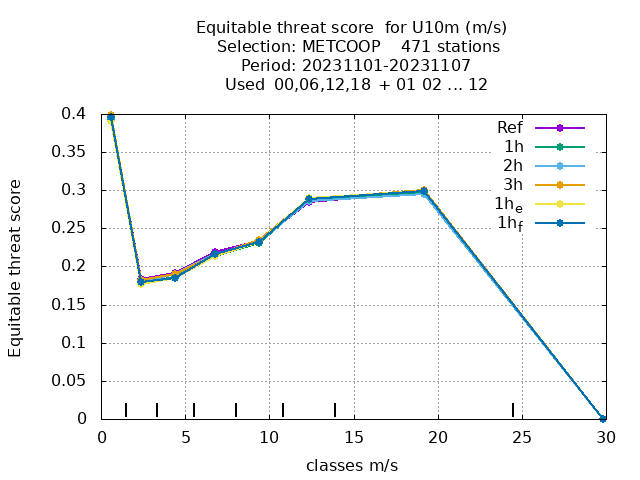 Equitable threat score for U10m (m/s)
Selection: METCOOP 471 stations
Period: 20231101-20231107
Used 00,06,12,18 + 01 02 ... 12
Ref
1h
2h
3h
1he
1hf
Equitable threat score
0.4
0.35
0.3
0.25
0.2
0.15
0.1
0.05
0
0 5 10 15 20 25 30
classes m/s